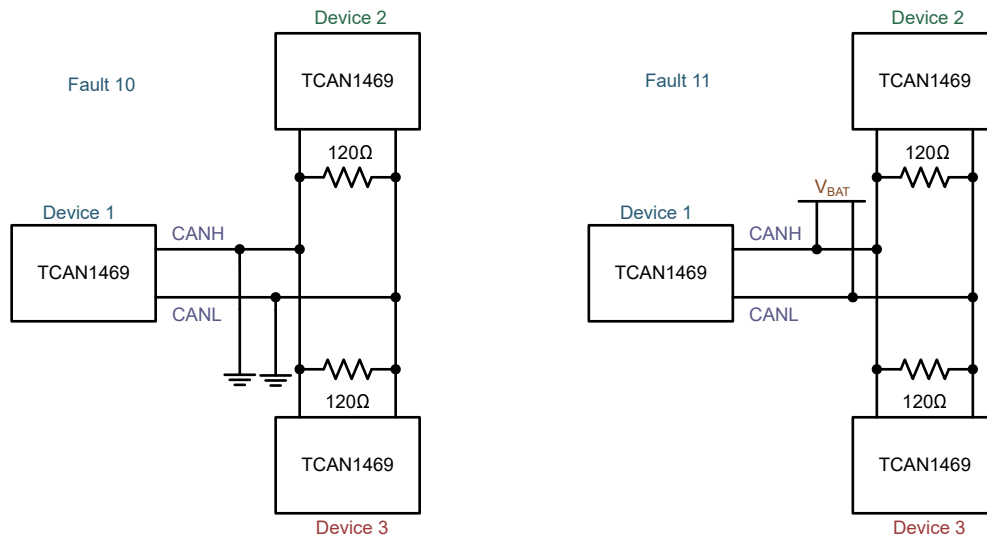 Device 2
TCAN1469
Fault 10
120Ω
Device 1
CANH
TCAN1469
CANL
120Ω
TCAN1469
Device 3
Device 2
TCAN1469
Fault 11
120Ω
VBAT
Device 1
CANH
TCAN1469
CANL
120Ω
TCAN1469
Device 3